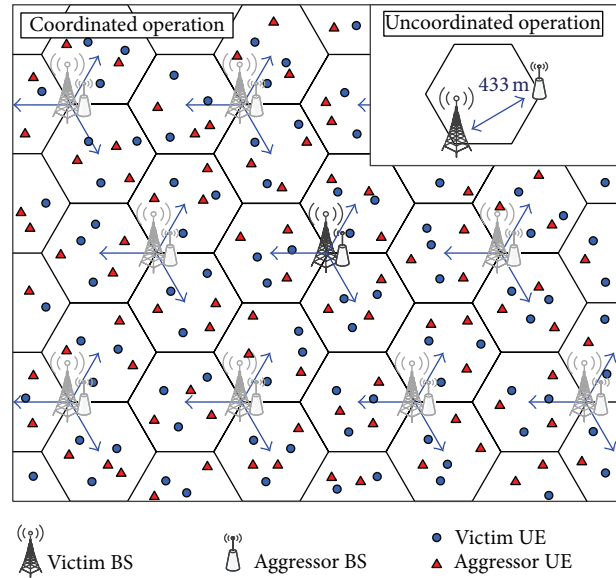 Coordinated operation
Uncoordinated operation
433 m
Victim BS
Aggressor BS
Victim UE
Aggressor UE